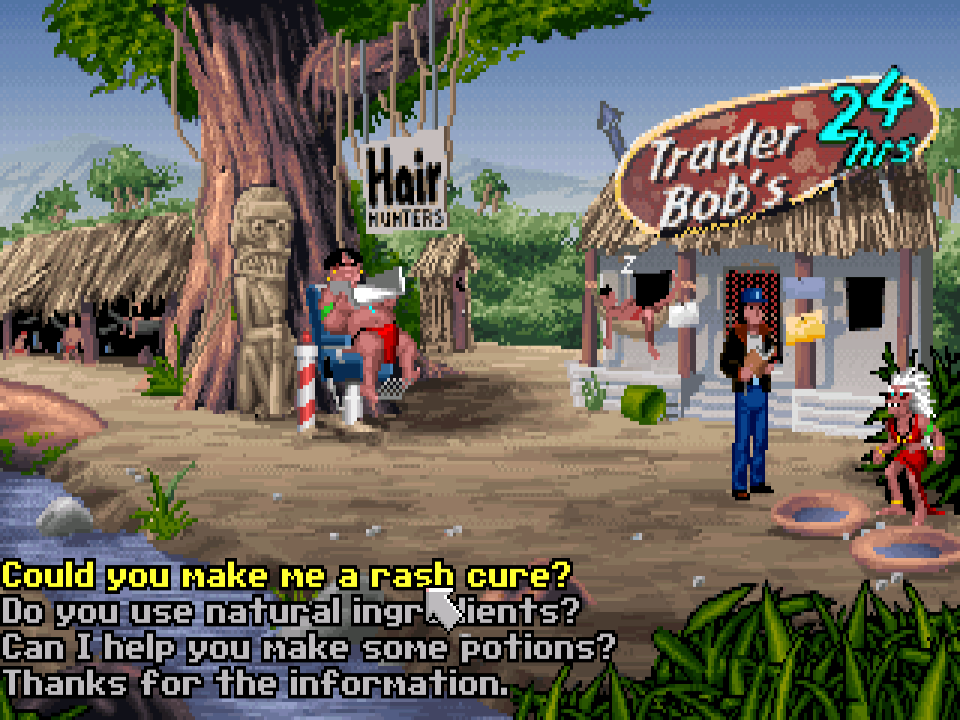 24
hrs
Trader
Bob's
Hair
HUNTERS
Z
Could you make me a rash cure?
Do you use natural ingredients?
Can I help you make some potions?
Thanks for the information.